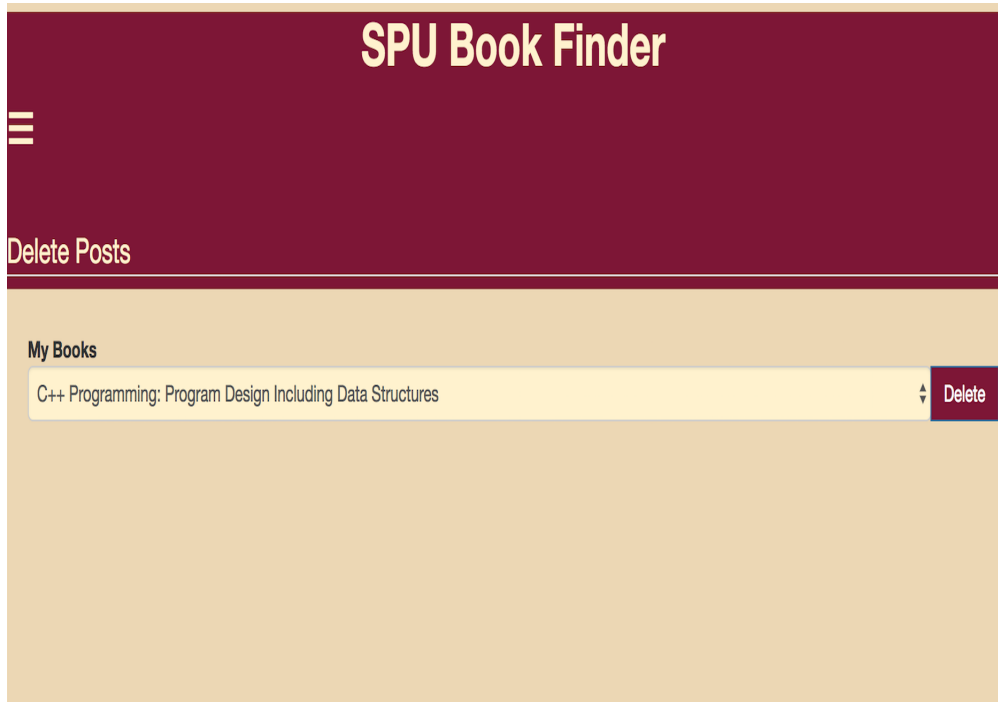 SPU Book Finder
Delete Posts
My Books
C++ Programming: Program Design Including Data Structures
Delete